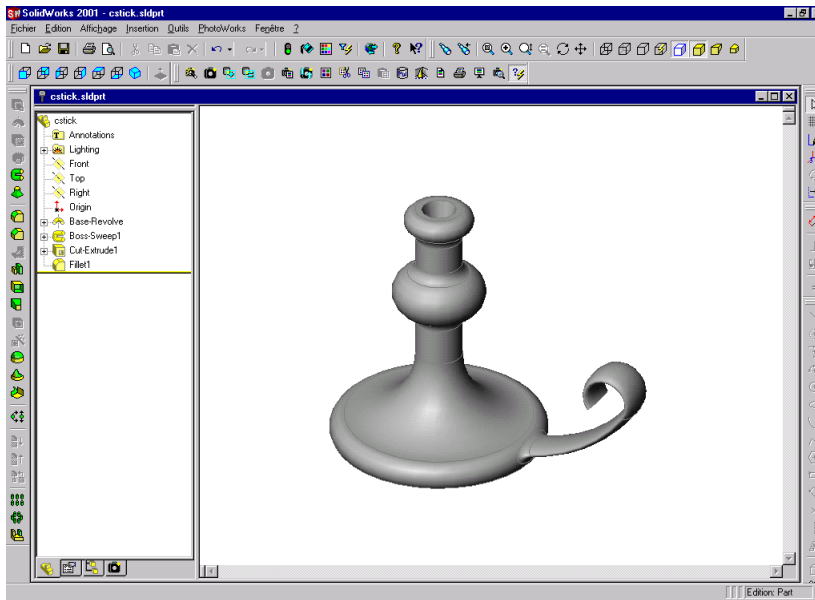 SolidWorks 2001 - cstick.sldprt
Fichier Edition Affichage Insertion Outils PhotoWorks Fenêtre ?
cstick.sldprt
cstick
Annotations
Lighting
Front
Top
Right
Origin
Base-Revolve
Boss-Sweep1
Cut-Extrude1
Fillet1
Edition: Part